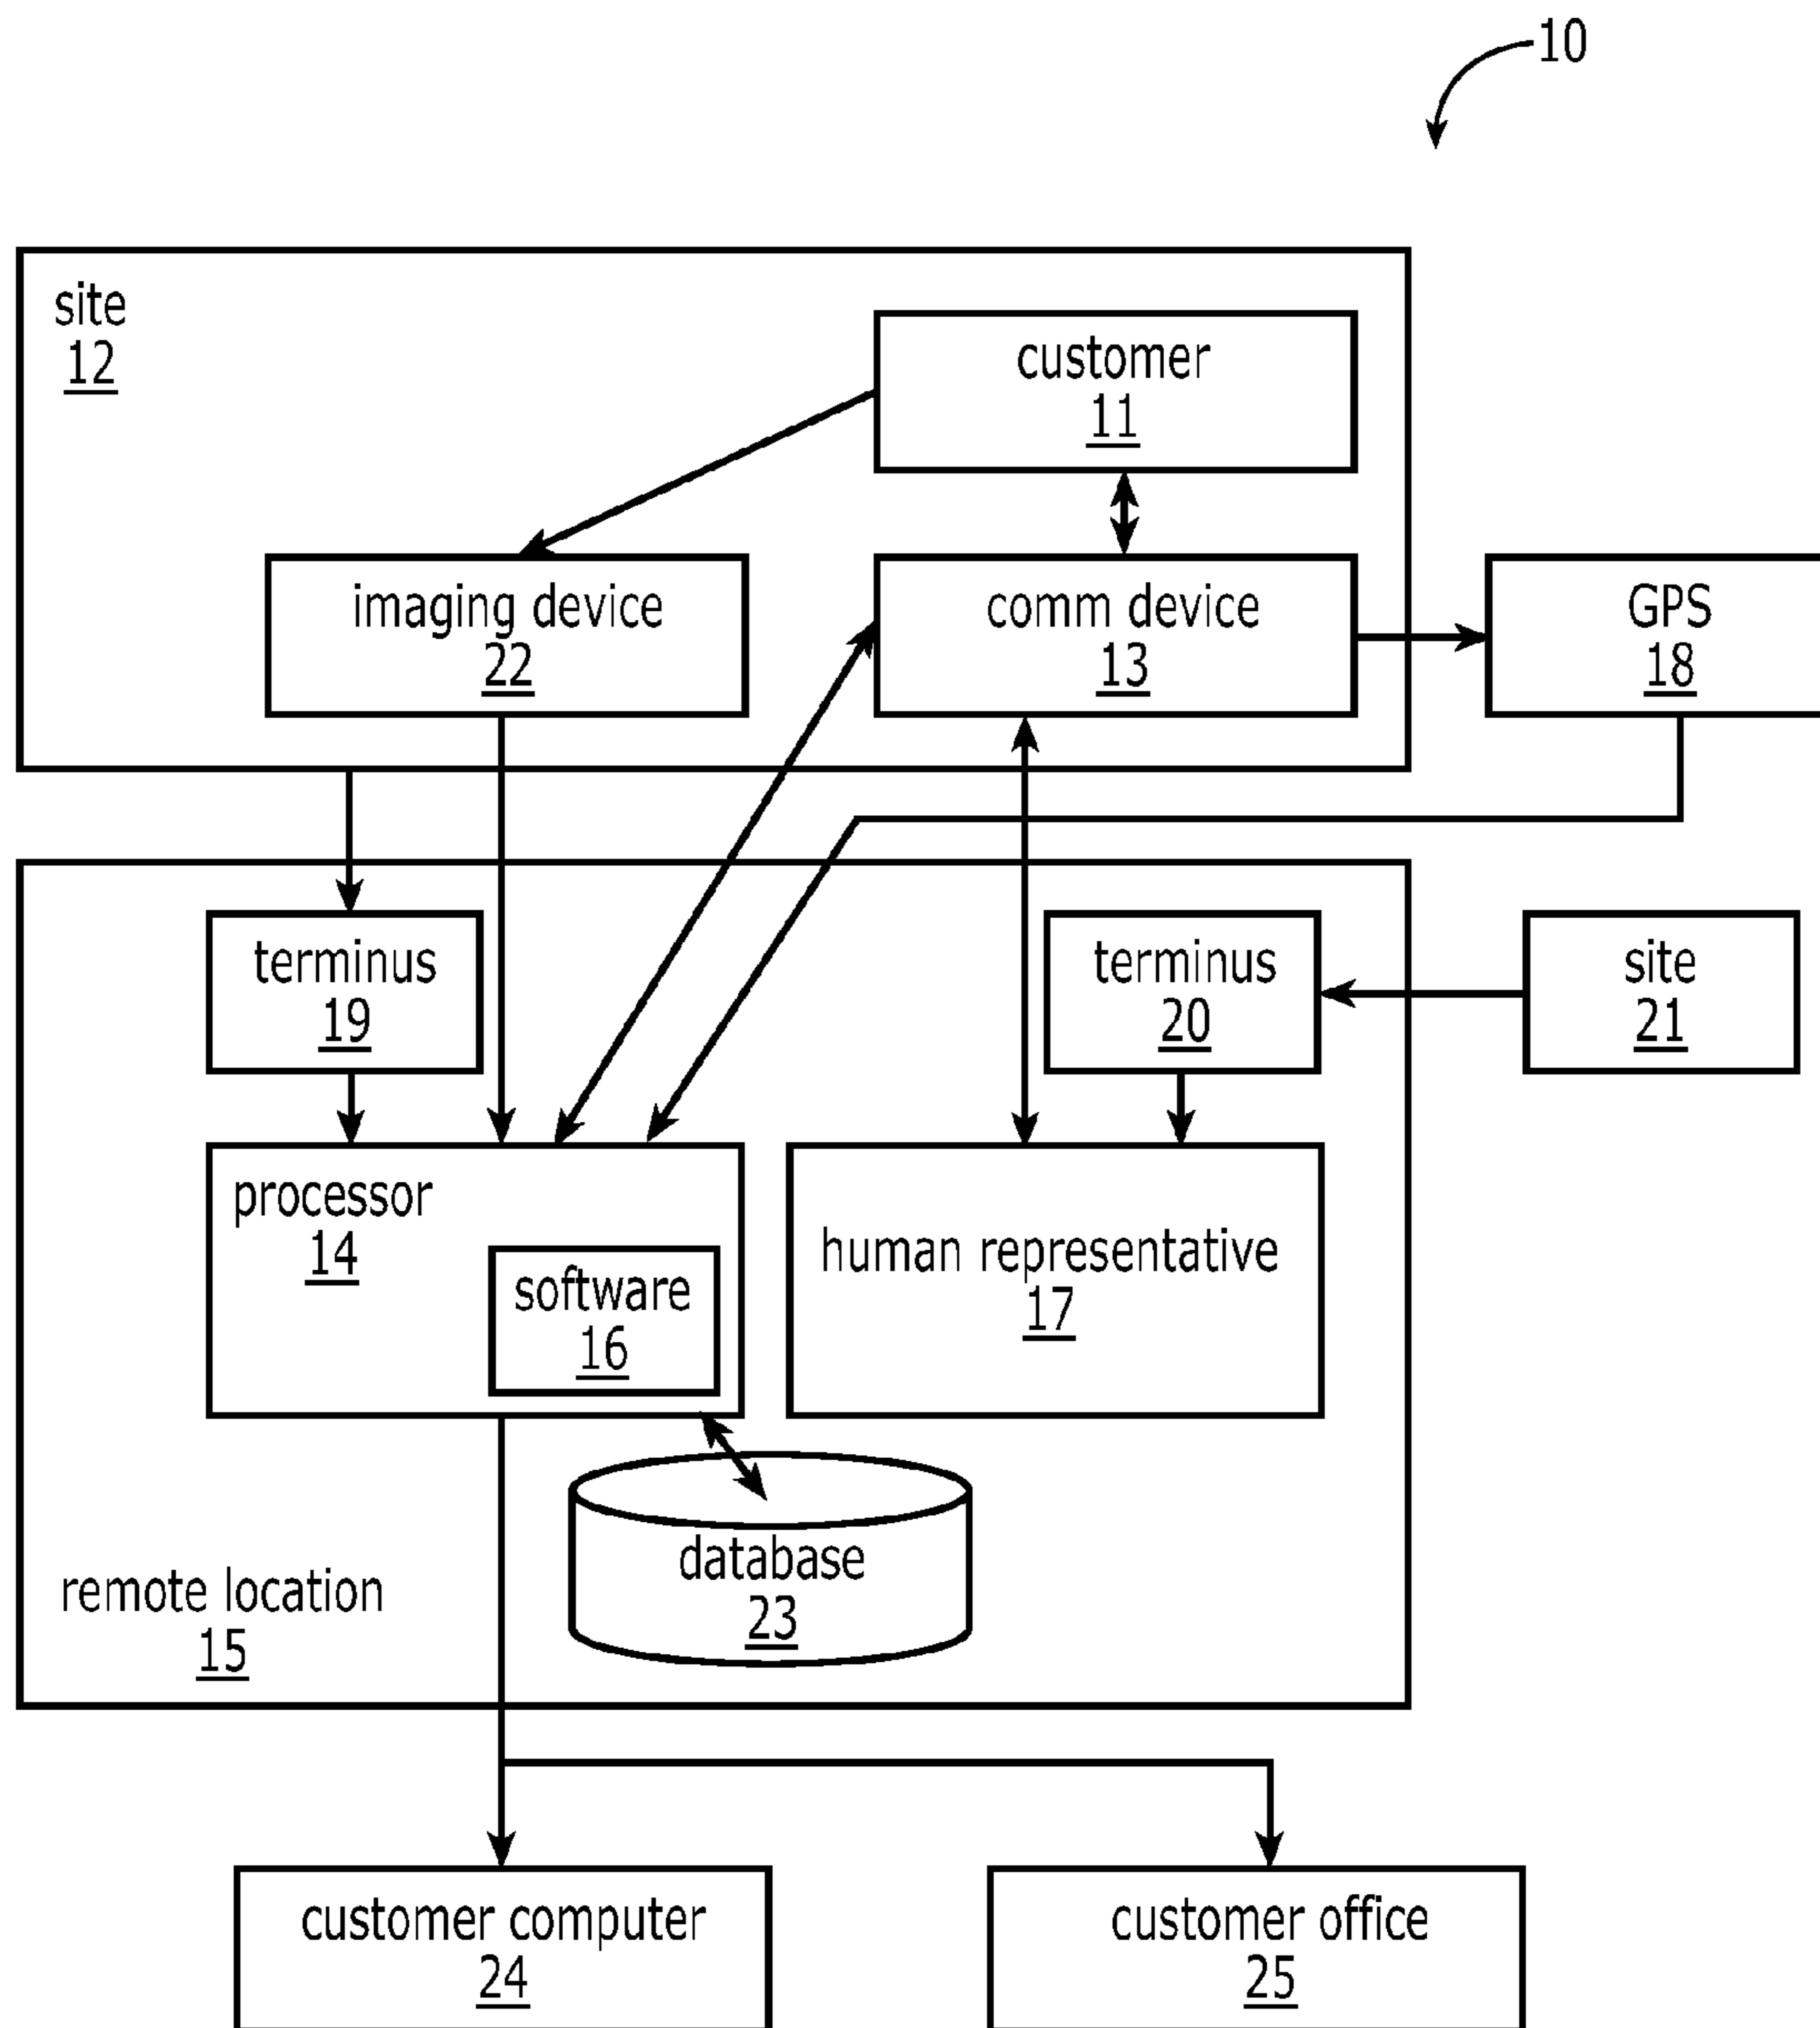 10
site
12
customer
11
imaging device
22
comm device
13
GPS
18
terminus
19
terminus
20
site
21
processor
14
software
16
human representative
17
database
23
remote location
15
customer computer
24
customer office
25